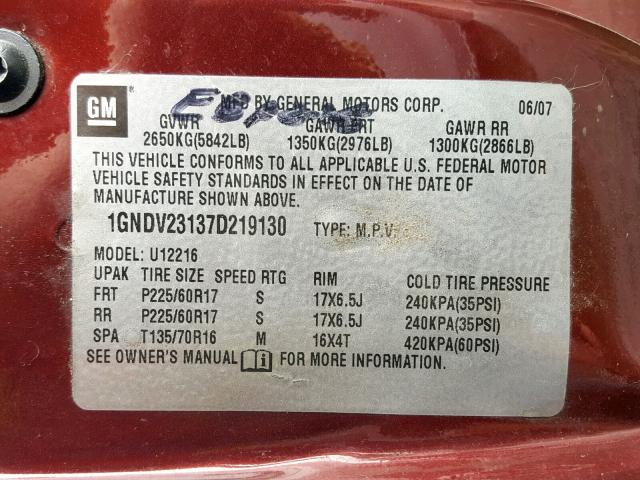 GM
MFD BY GENERAL MOTORS CORP. 06/07
GVWR GAWR FRT GAWR RR
2650KG(5842LB) 1350KG(2976LB) 1300KG(2866LB)
THIS VEHICLE CONFORMS TO ALL APPLICABLE U.S. FEDERAL MOTOR
VEHICLE SAFETY STANDARDS IN EFFECT ON THE DATE OF
MANUFACTURE SHOWN ABOVE.
1GNDV23137D219130 TYPE: M.P.V.
MODEL: U12216
UPAK TIRE SIZE SPEED RTG RIM COLD TIRE PRESSURE
FRT P225/60R17 S 17X6.5J 240KPA(35PSI)
RR P225/60R17 S 17X6.5J 240KPA(35PSI)
SPA T135/70R16 M 16X4T 420KPA(60PSI)
SEE OWNER'S MANUAL FOR MORE INFORMATION.